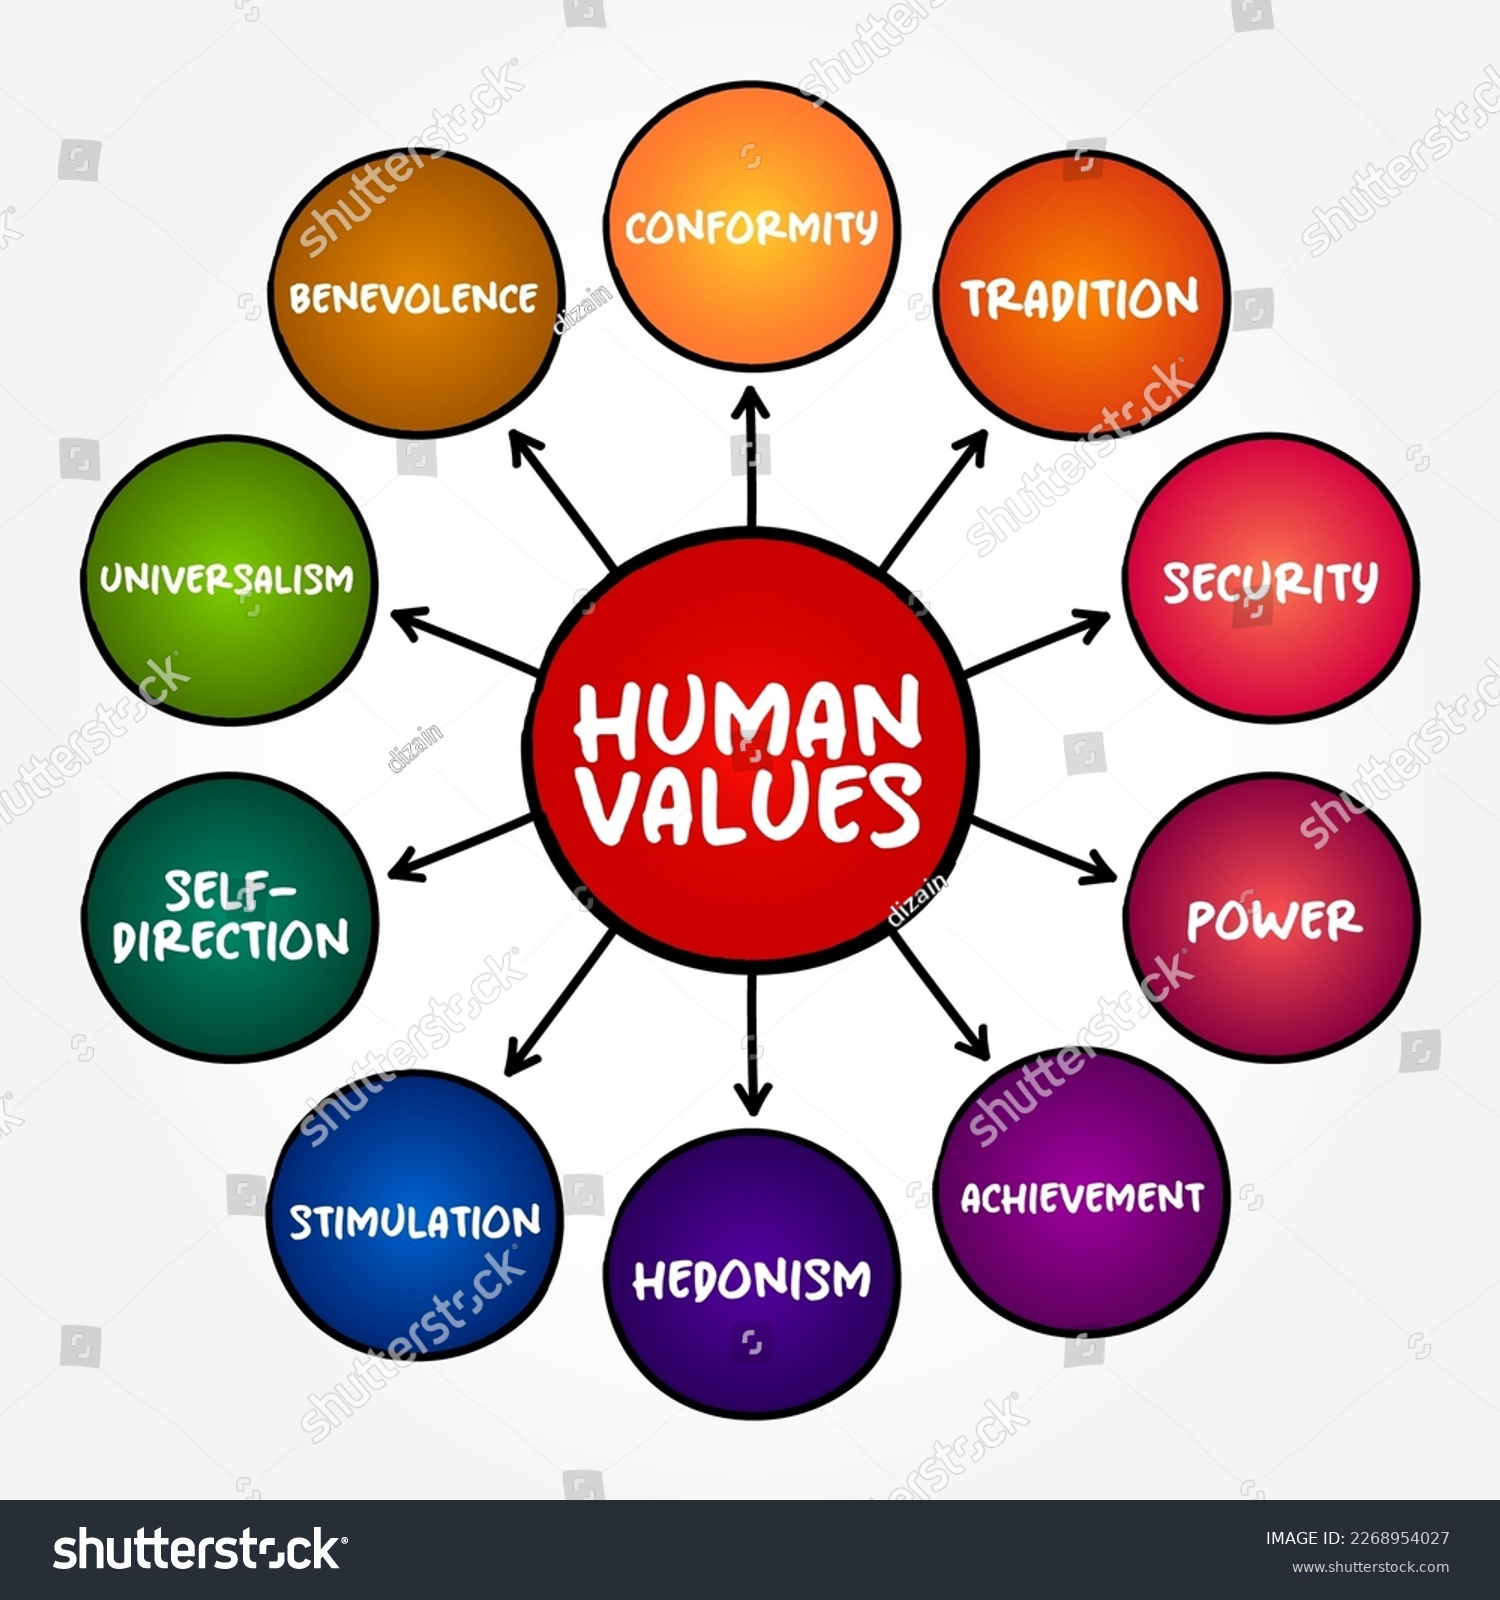 CONFORMITY
TRADITION
BENEVOLENCE
SECURITY
UNIVERSALISM
HUMAN
VALUES
SELF-
DIRECTION
POWER
STIMULATION
ACHIEVEMENT
HEDONISM
shutterstock
shutterstock
shutterstock
shutterstock
shutterstock
shutterstock
shutterstock
shutterstock
shutterstock
shutterstock
shutterstock
shutterstock
dizain
dizain
dizain
shutterstock
IMAGE ID: 2268954027
www.shutterstock.com